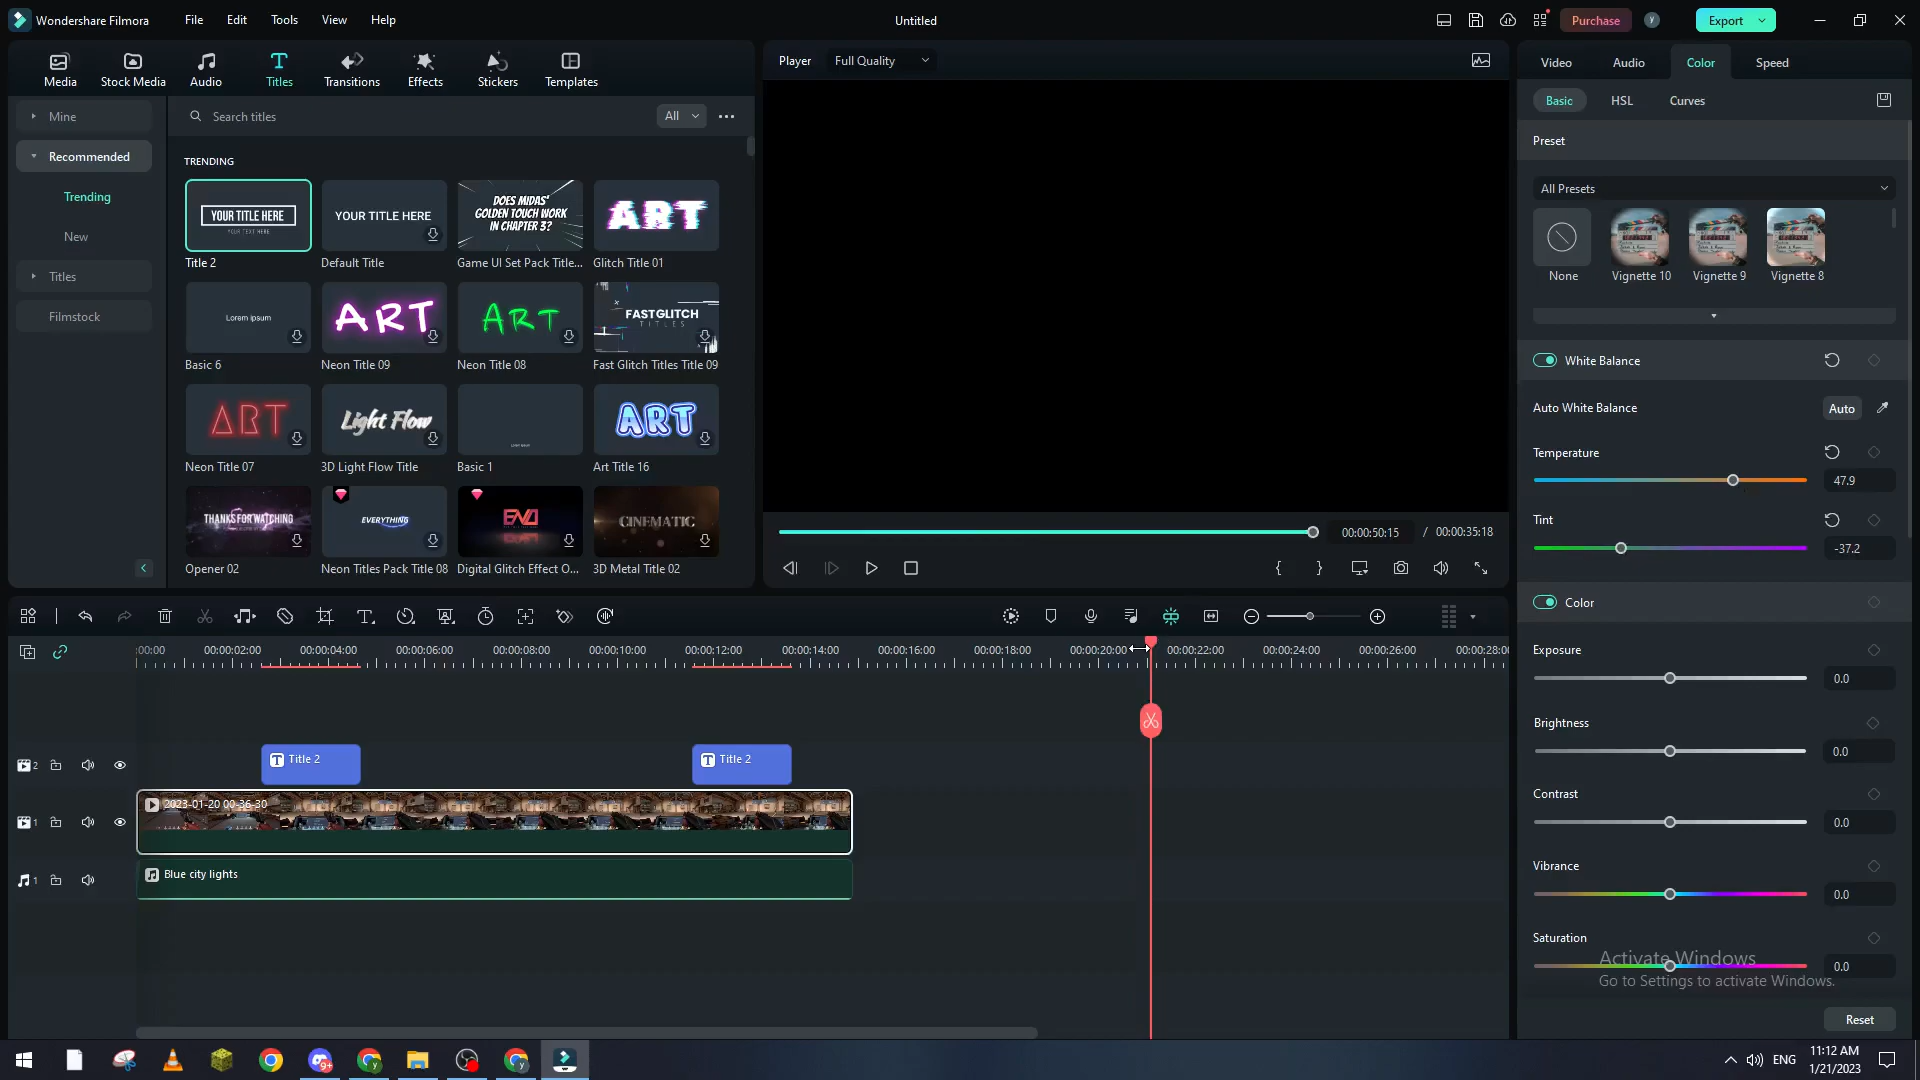 Wondershare Filmora
File
Edit
Tools
View
Help
Untitled
Purchase
y
Export
Media
Stock Media
Audio
Titles
Transitions
Effects
Stickers
Templates
Player
Full Quality
Video
Audio
Color
Speed
Mine
Recommended
Trending
New
Titles
Filmstock
Search titles
All
TRENDING
YOUR TITLE HERE
YOUR TEXT HERE
YOUR TITLE HERE
DOES MIDAS'
GOLDEN TOUCH WORK
IN CHAPTER 3?
ART
Title 2
Default Title
Game UI Set Pack Title...
Glitch Title 01
Lorem ipsum
ART
ART
FASTGLITCH
TITLES
Basic 6
Neon Title 09
Neon Title 08
Fast Glitch Titles Title 09
ART
Light Flow
ART
Neon Title 07
3D Light Flow Title
Basic 1
Art Title 16
THANKS FOR WATCHING
EVERYTHING
END
CINEMATIC
Opener 02
Neon Titles Pack Title 08
Digital Glitch Effect O...
3D Metal Title 02
00:00:50:15
/ 00:00:35:18
Basic
HSL
Curves
Preset
All Presets
None
Vignette 10
Vignette 9
Vignette 8
White Balance
Auto White Balance
Auto
Temperature
47.9
Tint
-37.2
Color
Exposure
0.0
Brightness
0.0
Contrast
0.0
Vibrance
0.0
Saturation
0.0
Activate Windows
Go to Settings to activate Windows.
Reset
:00:00
00:00:02:00
00:00:04:00
00:00:06:00
00:00:08:00
00:00:10:00
00:00:12:00
00:00:14:00
00:00:16:00
00:00:18:00
00:00:20:00
00:00:22:00
00:00:24:00
00:00:26:00
00:00:28:0
2
Title 2
Title 2
1
2023-01-20 00-36-30
1
Blue city lights
9+
y
y
ENG
11:12 AM
1/21/2023